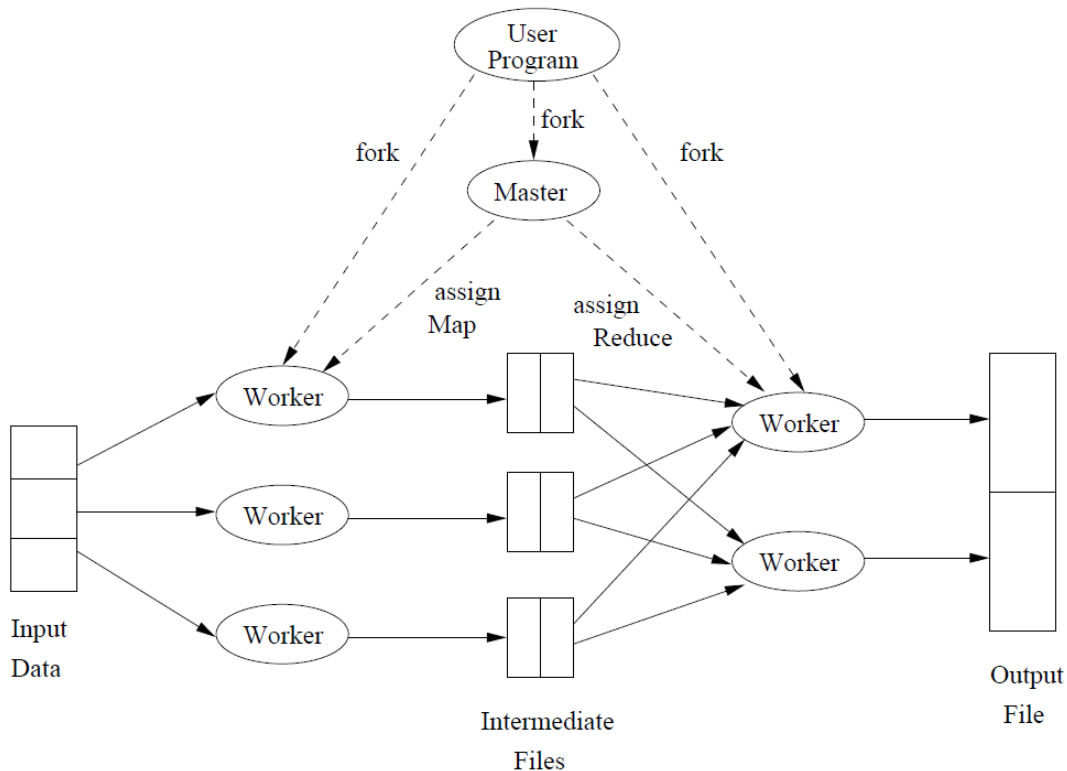 User
Program
fork
fork
fork
Master
assign
Map
assign
Reduce
Worker
Worker
Worker
Worker
Worker
Input
Data
Intermediate
Files
Output
File